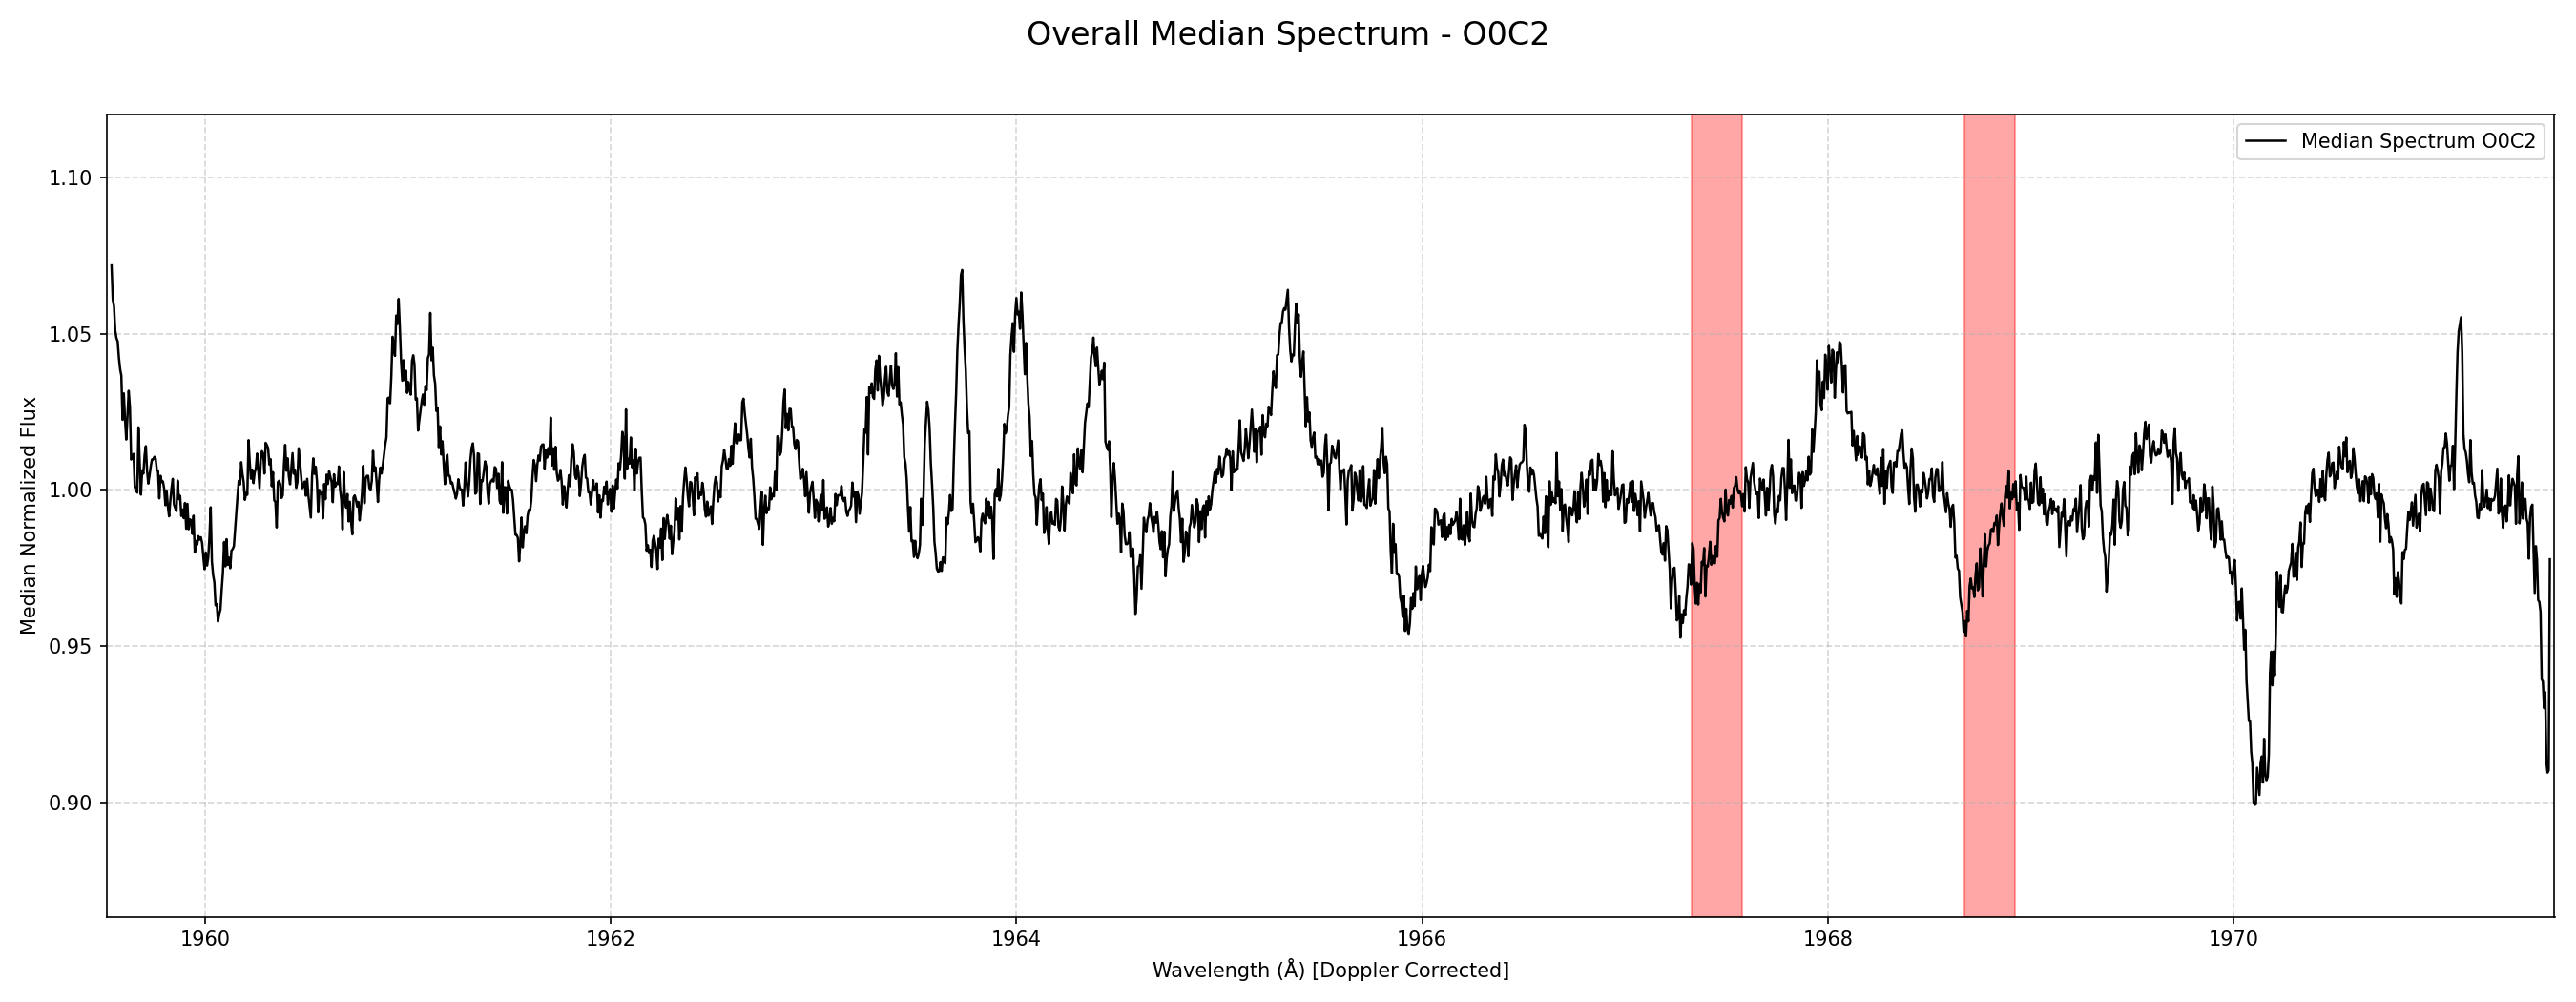 Overall Median Spectrum - O0C2
Median Spectrum O0C2
Median Normalized Flux
1.10
1.05
1.00
0.95
0.90
1960
1962
1964
1966
1968
1970
Wavelength (Å) [Doppler Corrected]